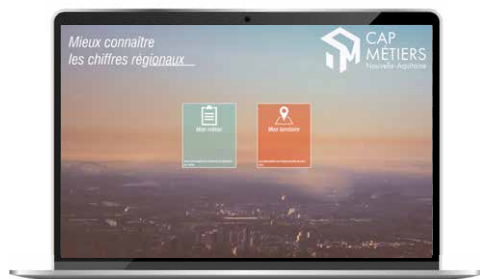 Mieux connaître
les chiffres régionaux
CAP
MÉTIERS
Nouvelle-Aquitaine
Mon métier
Mon territoire